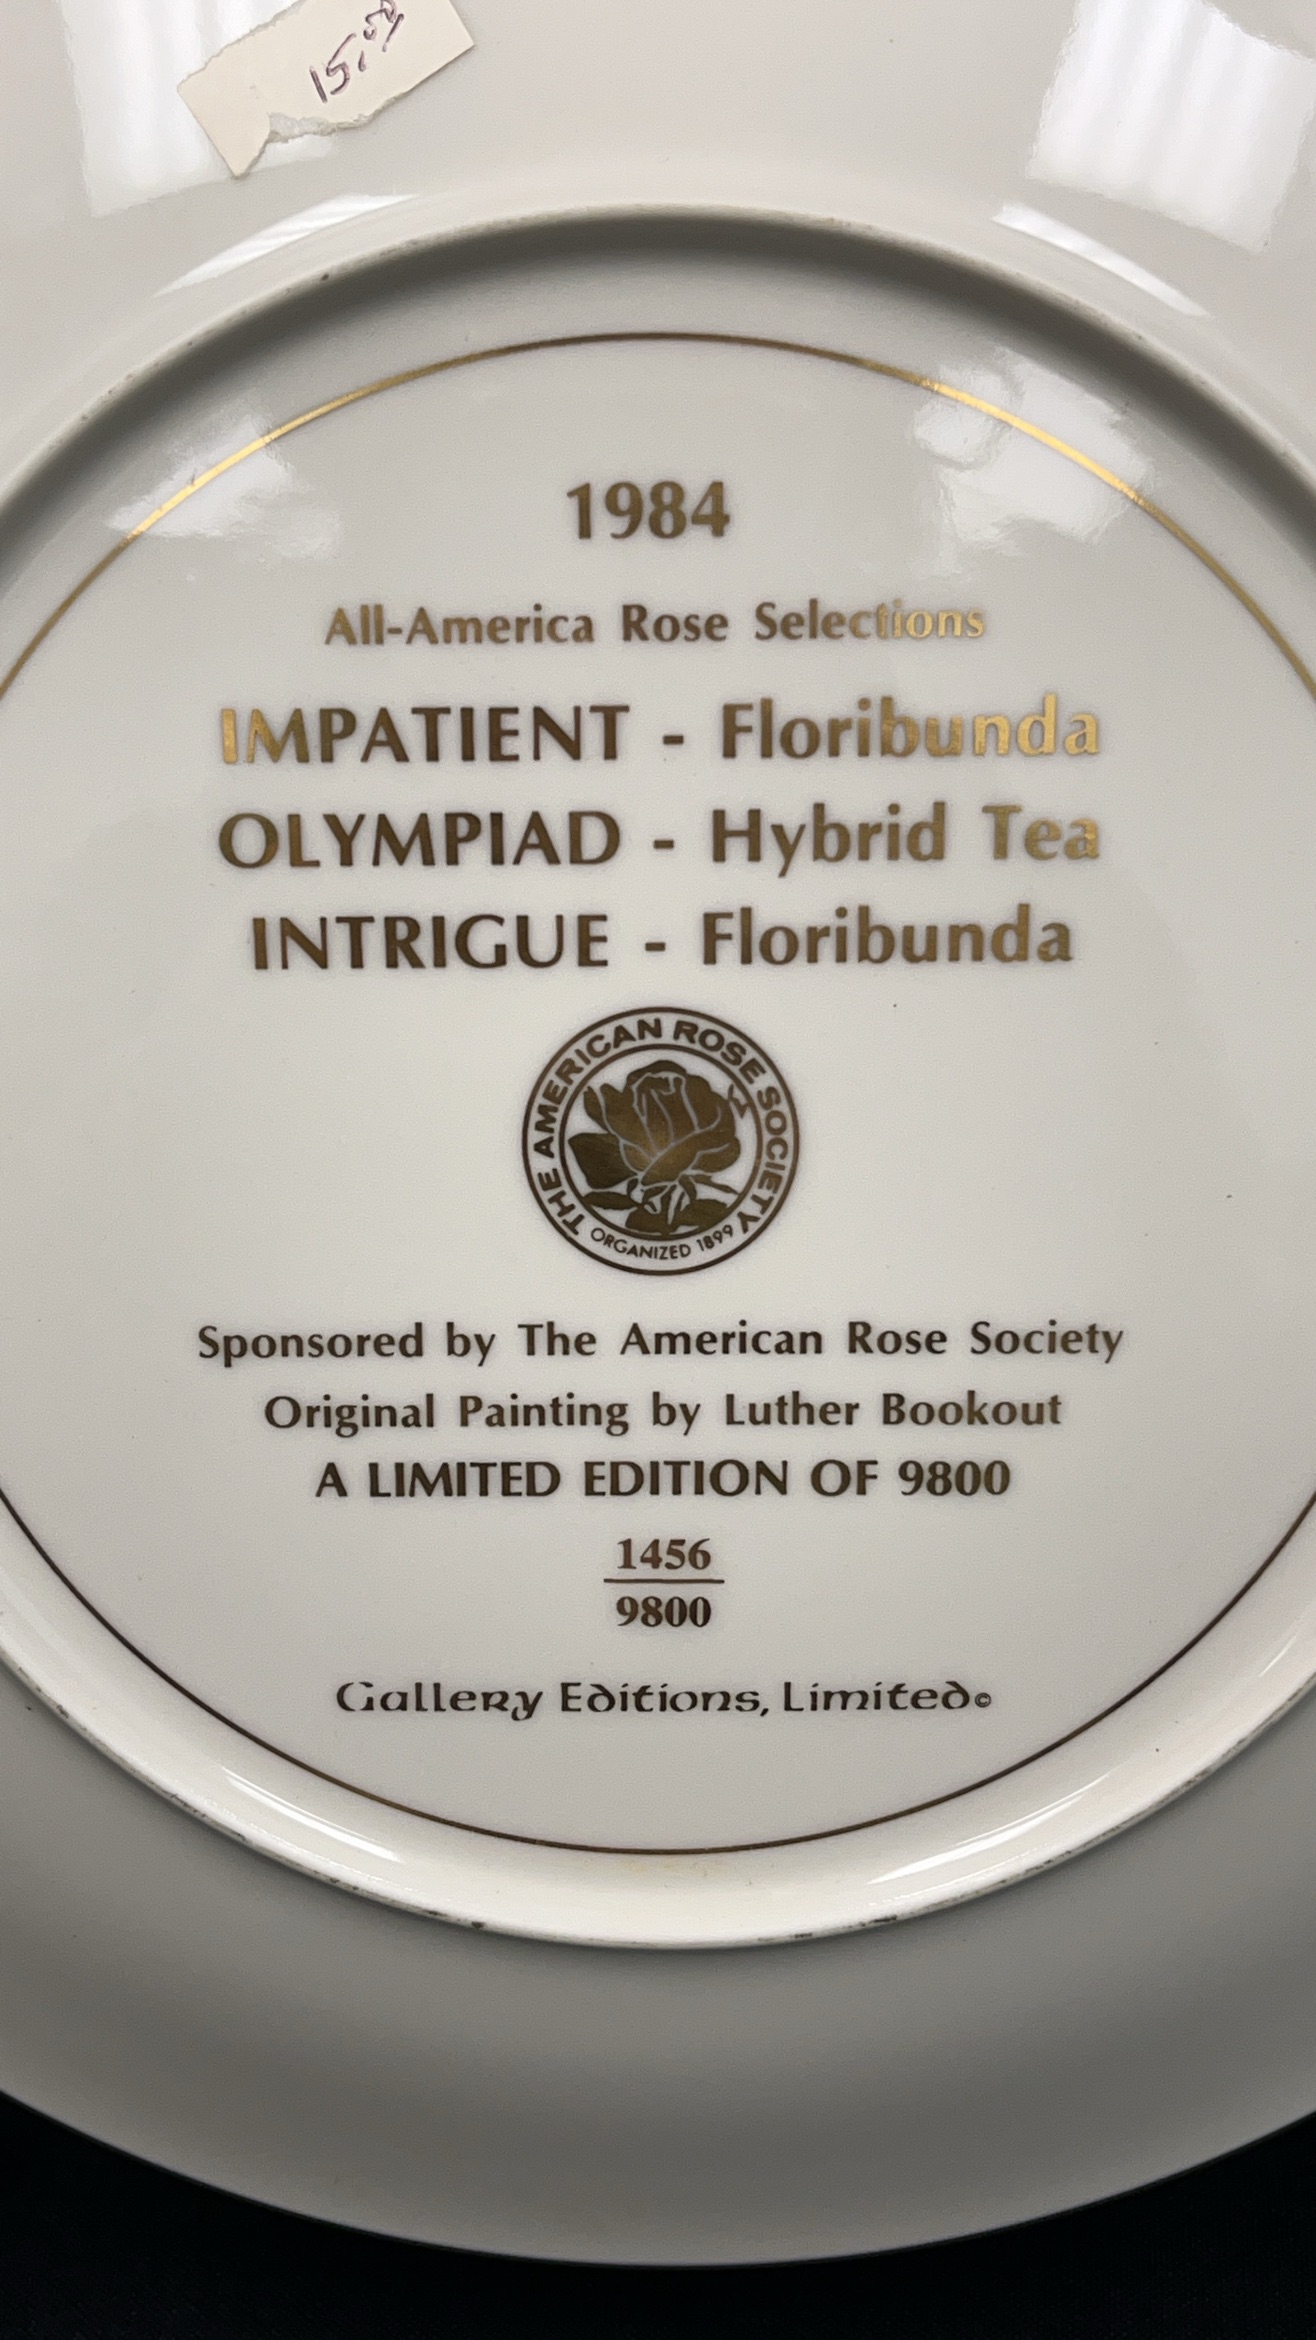 15.00
1984
All-America Rose Selections
IMPATIENT - Floribunda
OLYMPIAD - Hybrid Tea
INTRIGUE - Floribunda
THE AMERICAN ROSE SOCIETY
ORGANIZED 1899
Sponsored by The American Rose Society
Original Painting by Luther Bookout
A LIMITED EDITION OF 9800
1456
9800
Gallery Editions, Limited©